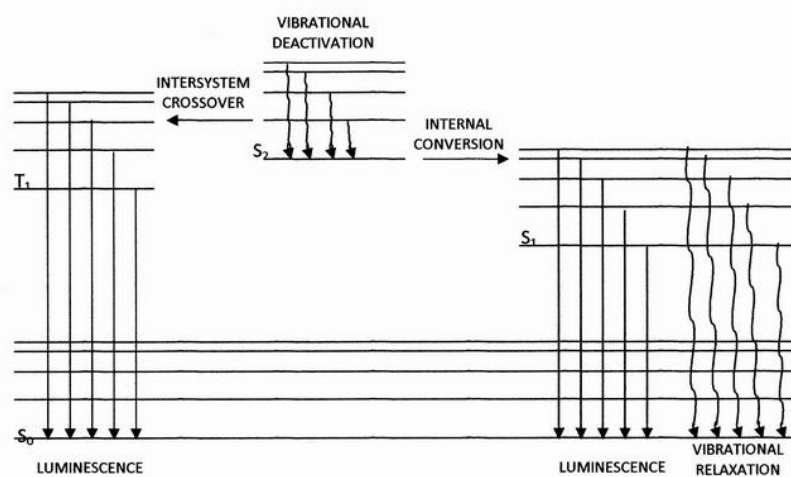 VIBRATIONAL
DEACTIVATION
INTERSYSTEM
CROSSOVER
INTERNAL
CONVERSION
S₂
T₁
S₁
S₀
LUMINESCENCE
LUMINESCENCE
VIBRATIONAL
RELAXATION